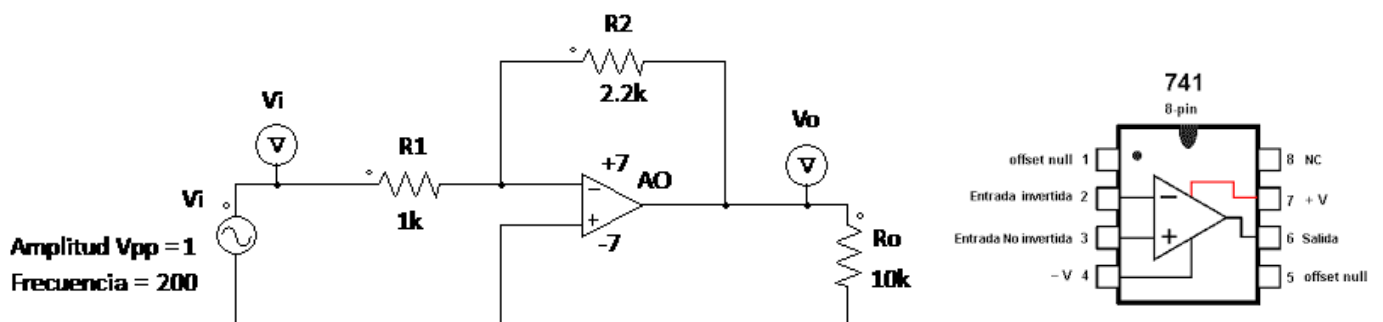 R2
2.2k
Vi
V
R1
1k
Vi
Amplitud Vpp = 1
Frecuencia = 200
+7
AO
-7
Vo
V
Ro
10k
741
8-pin
offset null 1
8 NC
Entrada invertida 2
7 + V
Entrada No invertida 3
6 Salida
– V 4
5 offset null